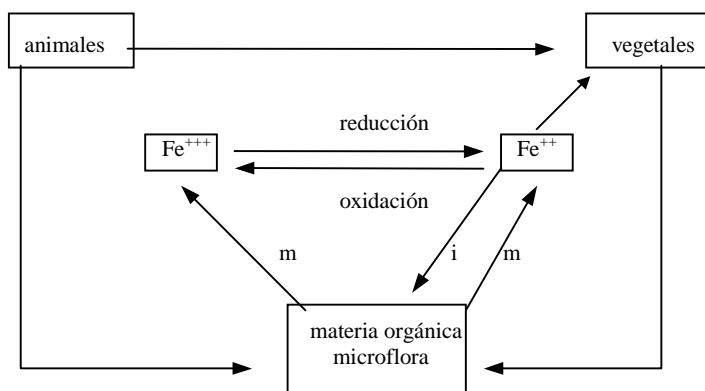 animales
vegetales
reducción
Fe+++
Fe++
oxidación
m
i
m
materia orgánica
microflora